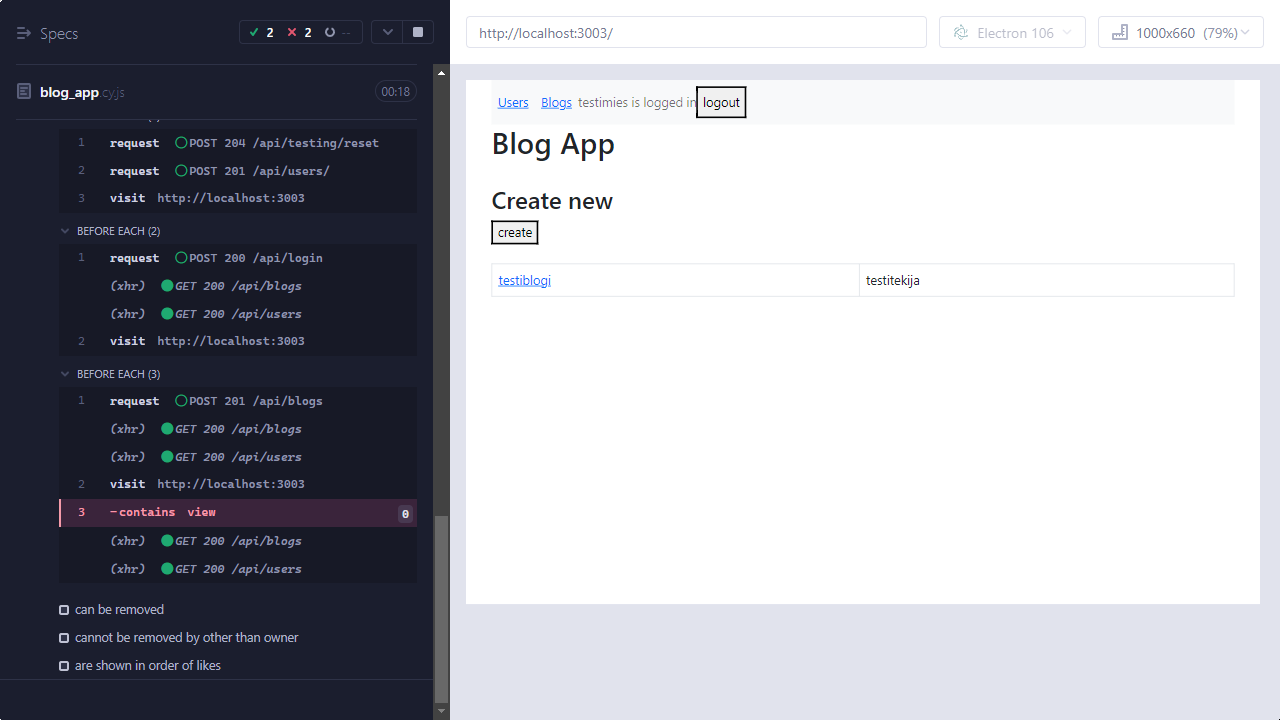 Specs
2 2 --
blog_app.cy.js 00:18
1 request POST 204 /api/testing/reset
2 request POST 201 /api/users/
3 visit http://localhost:3003
BEFORE EACH (2)
1 request POST 200 /api/login
(xhr) GET 200 /api/blogs
(xhr) GET 200 /api/users
2 visit http://localhost:3003
BEFORE EACH (3)
1 request POST 201 /api/blogs
(xhr) GET 200 /api/blogs
(xhr) GET 200 /api/users
2 visit http://localhost:3003
3 -contains view 0
(xhr) GET 200 /api/blogs
(xhr) GET 200 /api/users
can be removed
cannot be removed by other than owner
are shown in order of likes
http://localhost:3003/
Electron 106
1000x660 (79%)
Users Blogs testimies is logged in logout
Blog App
Create new
create
testiblogi testitekija